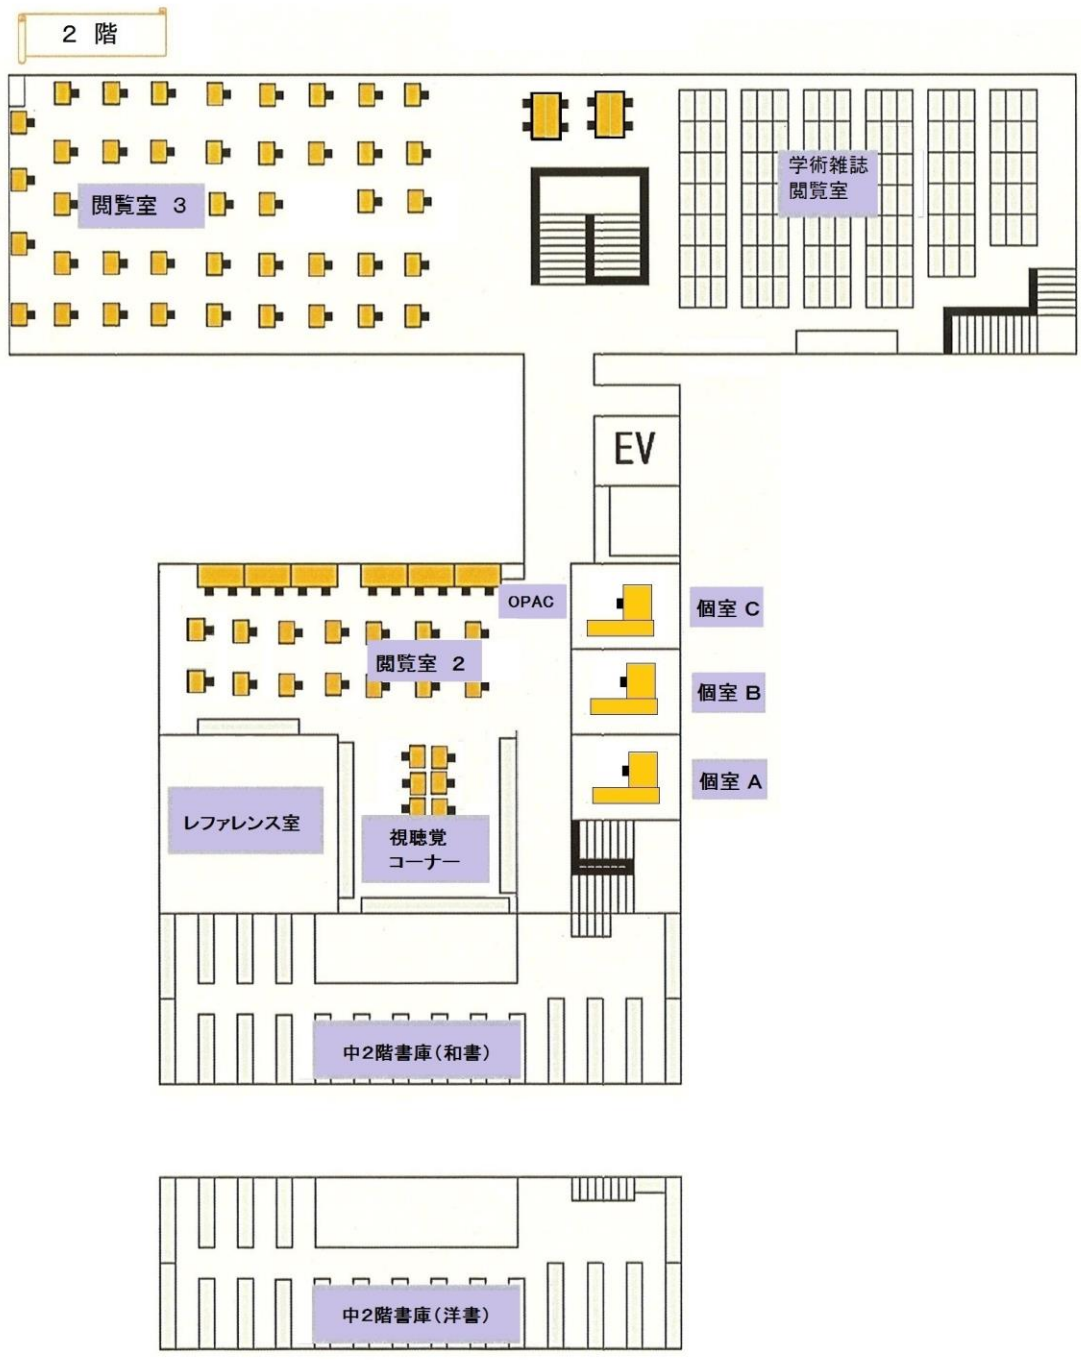 2 階
閲覧室 3
学術雑誌
閲覧室
EV
OPAC
個室 C
閲覧室 2
個室 B
個室 A
レファレンス室
視聴覚
コーナー
中2階書庫(和書)
中2階書庫(洋書)